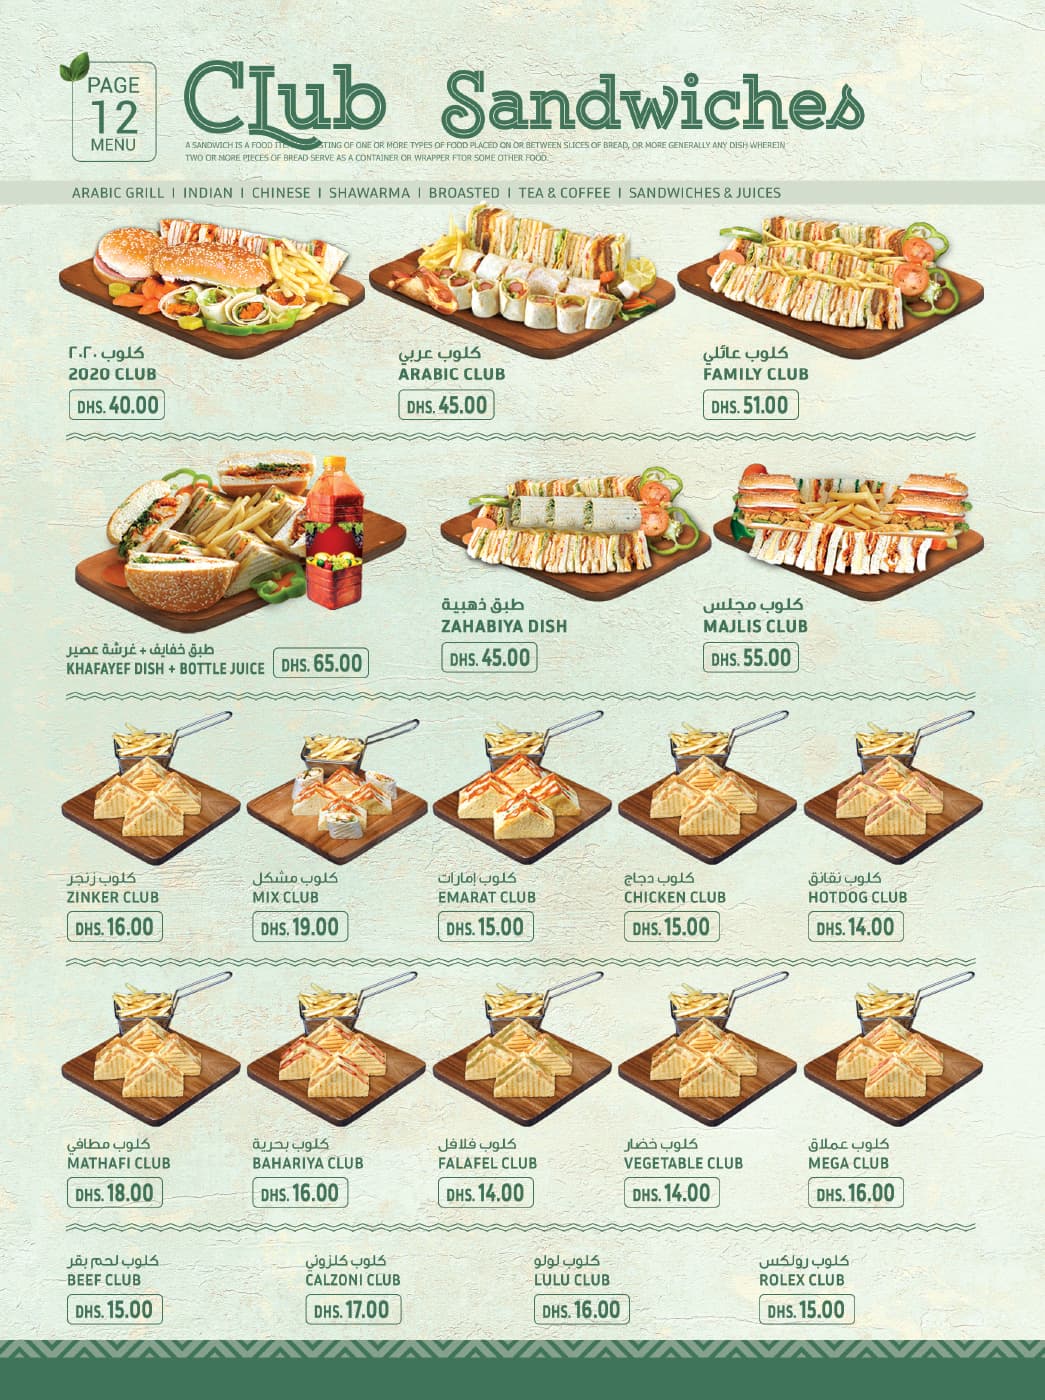 PAGE
12
MENU
CLub Sandwiches
A SANDWICH IS A FOOD ITE TING OF ONE OR MORE TYPES OF FOOD PLACED ON OR BETWEEN SLICES OF BREAD, OR MORE GENERALLY ANY DISH WHEREIN
TWO OR MORE PIECES OF BREAD SERVE AS A CONTAINER OR WRAPPER FTOR SOME OTHER FOOD.
ARABIC GRILL | INDIAN | CHINESE | SHAWARMA | BROASTED | TEA & COFFEE | SANDWICHES & JUICES
كلوب ٢٠٢٠
2020 CLUB
DHS. 40.00
كلوب عربي
ARABIC CLUB
DHS. 45.00
كلوب عائلي
FAMILY CLUB
DHS. 51.00
طبق خفايف + غرشة عصير
KHAFAYEF DISH + BOTTLE JUICE
DHS. 65.00
طبق ذهبية
ZAHABIYA DISH
DHS. 45.00
كلوب مجلس
MAJLIS CLUB
DHS. 55.00
كلوب زنجر
ZINKER CLUB
DHS. 16.00
كلوب مشكل
MIX CLUB
DHS. 19.00
كلوب إمارات
EMARAT CLUB
DHS. 15.00
كلوب دجاج
CHICKEN CLUB
DHS. 15.00
كلوب نقانق
HOTDOG CLUB
DHS. 14.00
كلوب مطافي
MATHAFI CLUB
DHS. 18.00
كلوب بحرية
BAHARIYA CLUB
DHS. 16.00
كلوب فلافل
FALAFEL CLUB
DHS. 14.00
كلوب خضار
VEGETABLE CLUB
DHS. 14.00
كلوب عملاق
MEGA CLUB
DHS. 16.00
كلوب لحم بقر
BEEF CLUB
DHS. 15.00
كلوب كلزوني
CALZONI CLUB
DHS. 17.00
كلوب لولو
LULU CLUB
DHS. 16.00
كلوب رولكس
ROLEX CLUB
DHS. 15.00